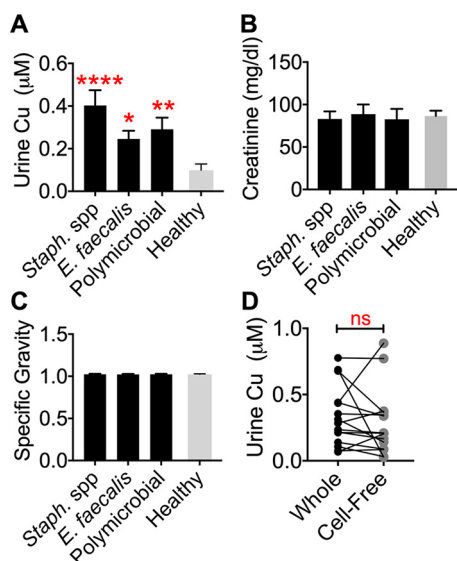 A
Urine Cu (μM)
0.6
0.4
0.2
0.0
****
*
**
Staph. spp
E. faecalis
Polymicrobial
Healthy
B
Creatinine (mg/dl)
150
100
50
0
Staph. spp
E. faecalis
Polymicrobial
Healthy
C
Specific Gravity
1.5
1.0
0.5
0.0
Staph. spp
E. faecalis
Polymicrobial
Healthy
D
Urine Cu (μM)
1.0
0.5
0.0
ns
Whole
Cell-Free